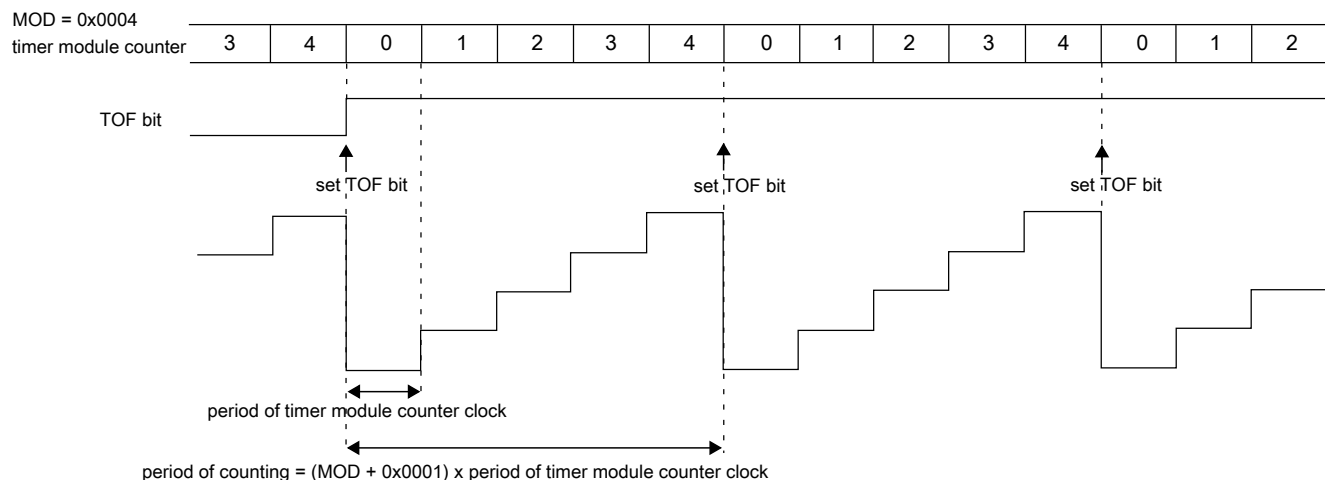 MOD = 0x0004
timer module counter 3 4 0 1 2 3 4 0 1 2 3 4 0 1 2
TOF bit
set TOF bit set TOF bit set TOF bit
period of timer module counter clock
period of counting = (MOD + 0x0001) x period of timer module counter clock